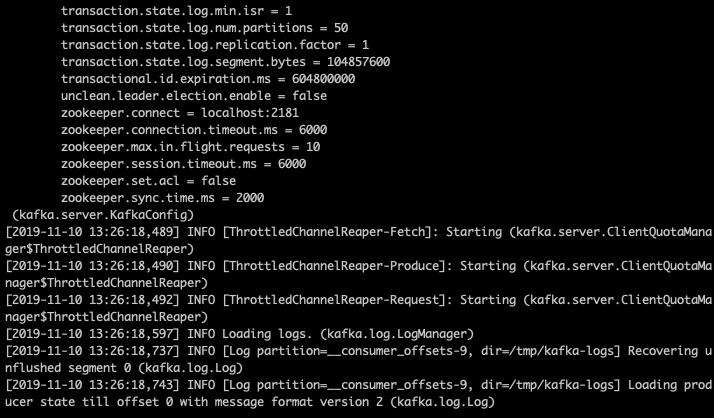 transaction.state.log.min.isr = 1
transaction.state.log.num.partitions = 50
transaction.state.log.replication.factor = 1
transaction.state.log.segment.bytes = 104857600
transactional.id.expiration.ms = 604800000
unclean.leader.election.enable = false
zookeeper.connect = localhost:2181
zookeeper.connection.timeout.ms = 6000
zookeeper.max.in.flight.requests = 10
zookeeper.session.timeout.ms = 6000
zookeeper.set.acl = false
zookeeper.sync.time.ms = 2000
(kafka.server.KafkaConfig)
[2019-11-10 13:26:18,489] INFO [ThrottledChannelReaper-Fetch]: Starting (kafka.server.ClientQuotaMana
ger$ThrottledChannelReaper)
[2019-11-10 13:26:18,490] INFO [ThrottledChannelReaper-Produce]: Starting (kafka.server.ClientQuotaMa
nager$ThrottledChannelReaper)
[2019-11-10 13:26:18,492] INFO [ThrottledChannelReaper-Request]: Starting (kafka.server.ClientQuotaMa
nager$ThrottledChannelReaper)
[2019-11-10 13:26:18,597] INFO Loading logs. (kafka.log.LogManager)
[2019-11-10 13:26:18,737] INFO [Log partition=__consumer_offsets-9, dir=/tmp/kafka-logs] Recovering u
nflushed segment 0 (kafka.log.Log)
[2019-11-10 13:26:18,743] INFO [Log partition=__consumer_offsets-9, dir=/tmp/kafka-logs] Loading prod
ucer state till offset 0 with message format version 2 (kafka.log.Log)